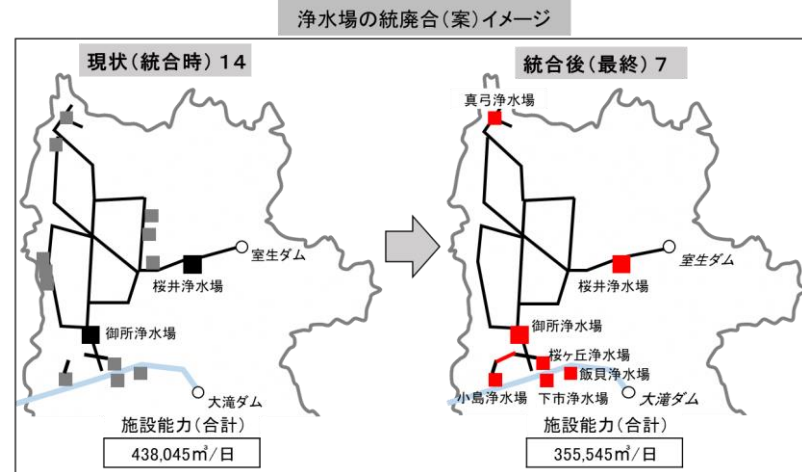 浄水場の統廃合（案）イメージ
現状（統合時）14
室生ダム
桜井浄水場
御所浄水場
大滝ダム
施設能力（合計）
438,045㎥/日
統合後（最終）7
真弓浄水場
室生ダム
桜井浄水場
御所浄水場
桜ヶ丘浄水場
飯貝浄水場
小島浄水場
下市浄水場
大滝ダム
施設能力（合計）
355,545㎥/日